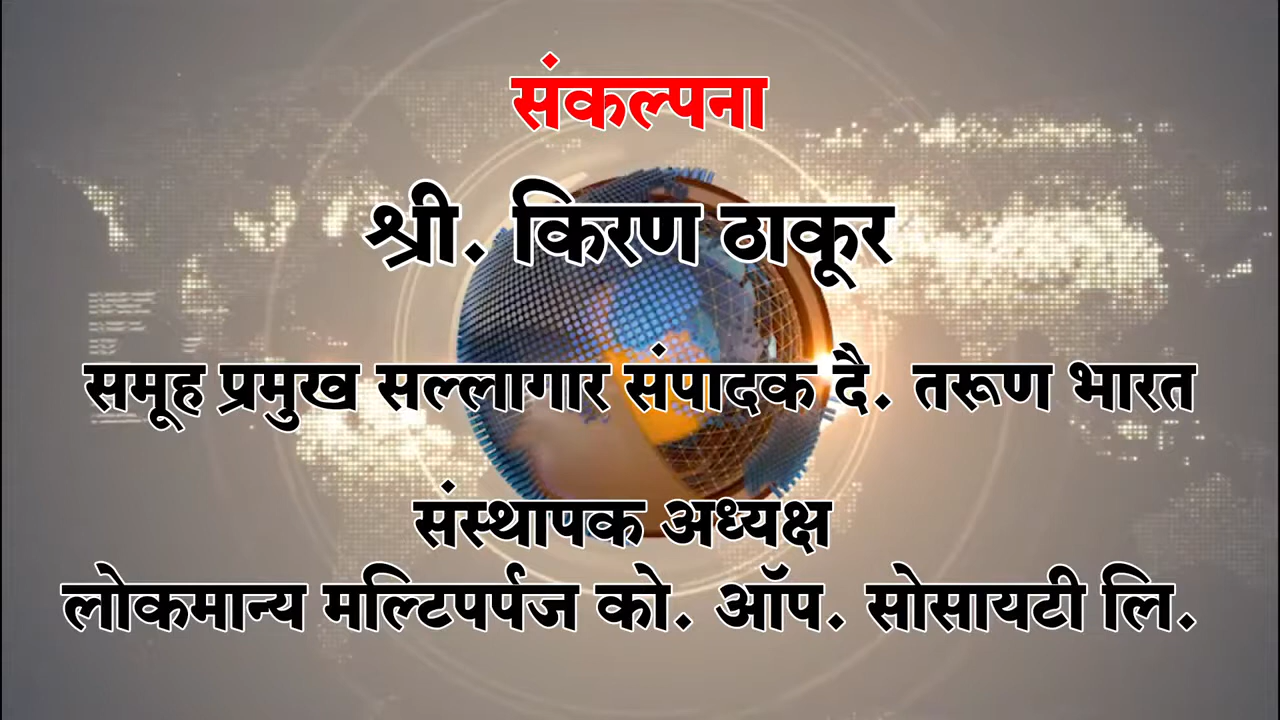 संकल्पना
श्री. किरण ठाकूर
समूह प्रमुख सल्लागार संपादक दै. तरूण भारत
संस्थापक अध्यक्ष
लोकमान्य मल्टिपर्पज को. ऑप. सोसायटी लि.